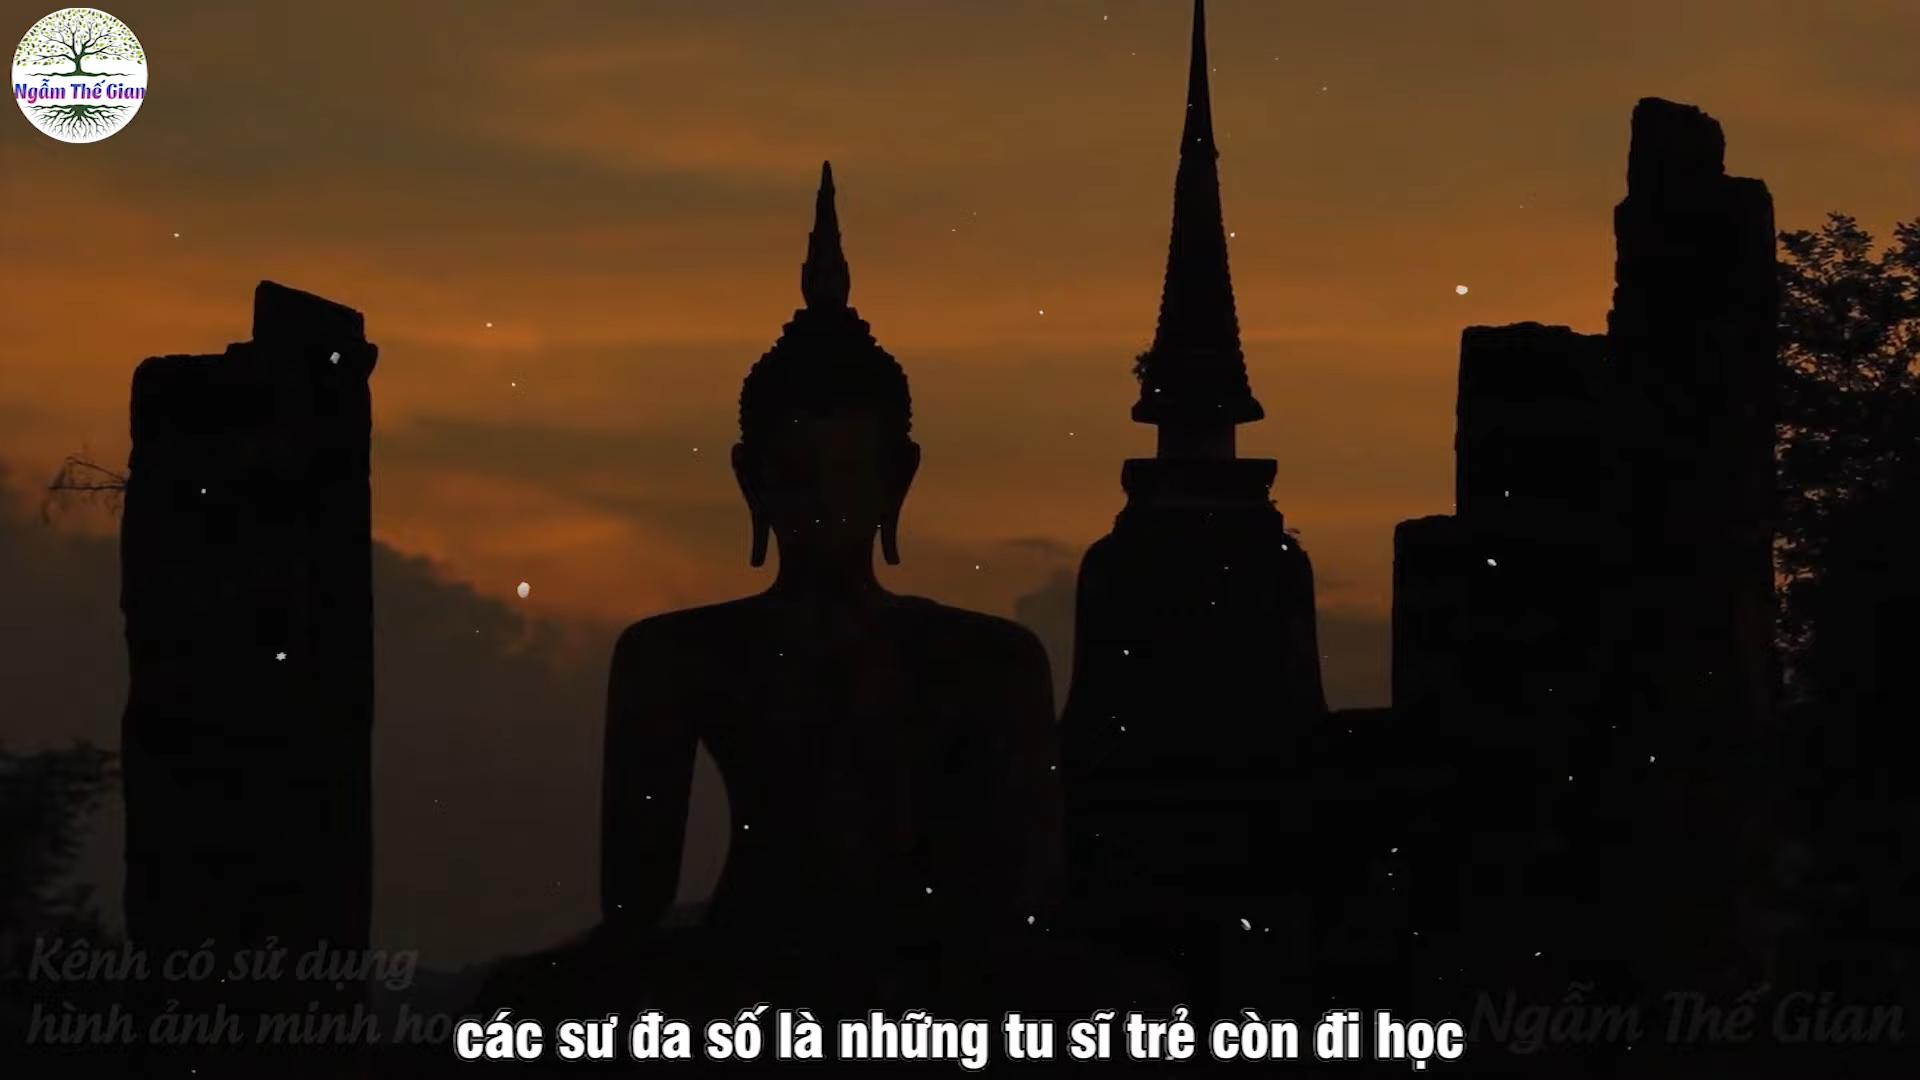 Ngẫm Thế Gian
Kênh có sử dụng
hình ảnh minh hoạ
Ngẫm Thế Gian
các sư đa số là những tu sĩ trẻ còn đi học